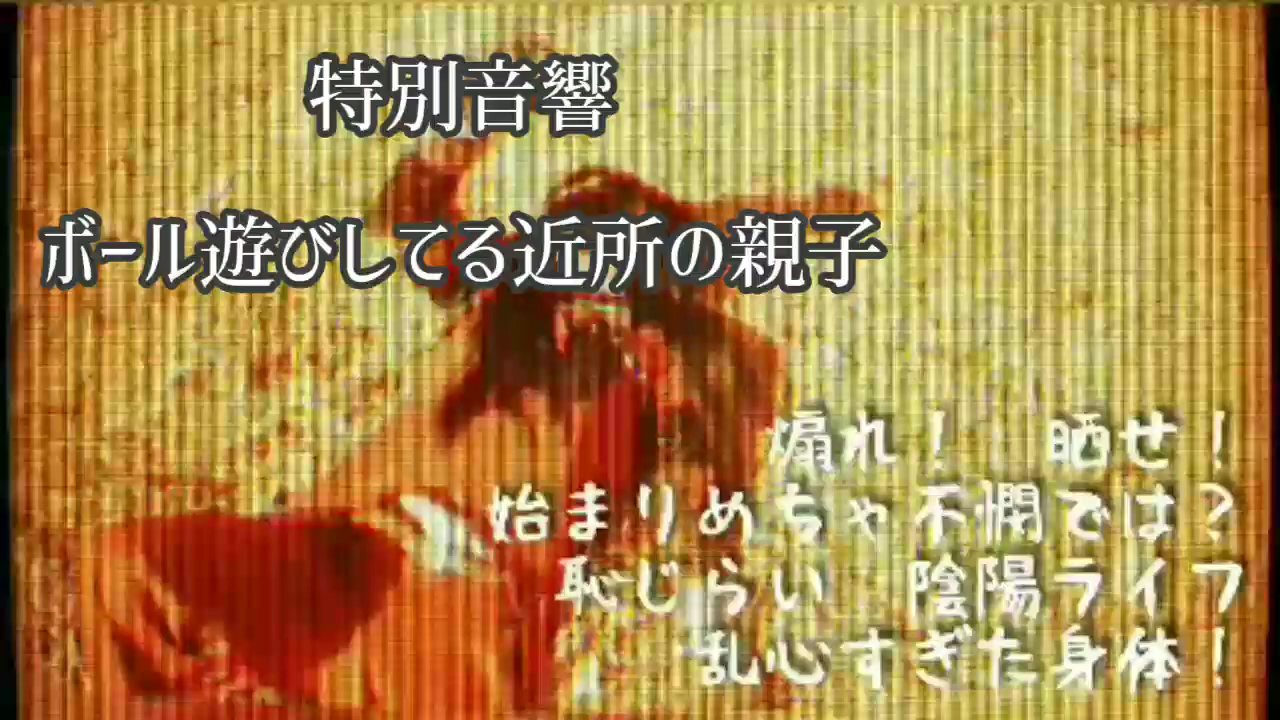 特別音響
ボール遊びしてる近所の親子
煽れ！　晒せ！
始まりめちゃ不憫では？
恥じらい　陰陽ライフ
乱心すぎた身体！